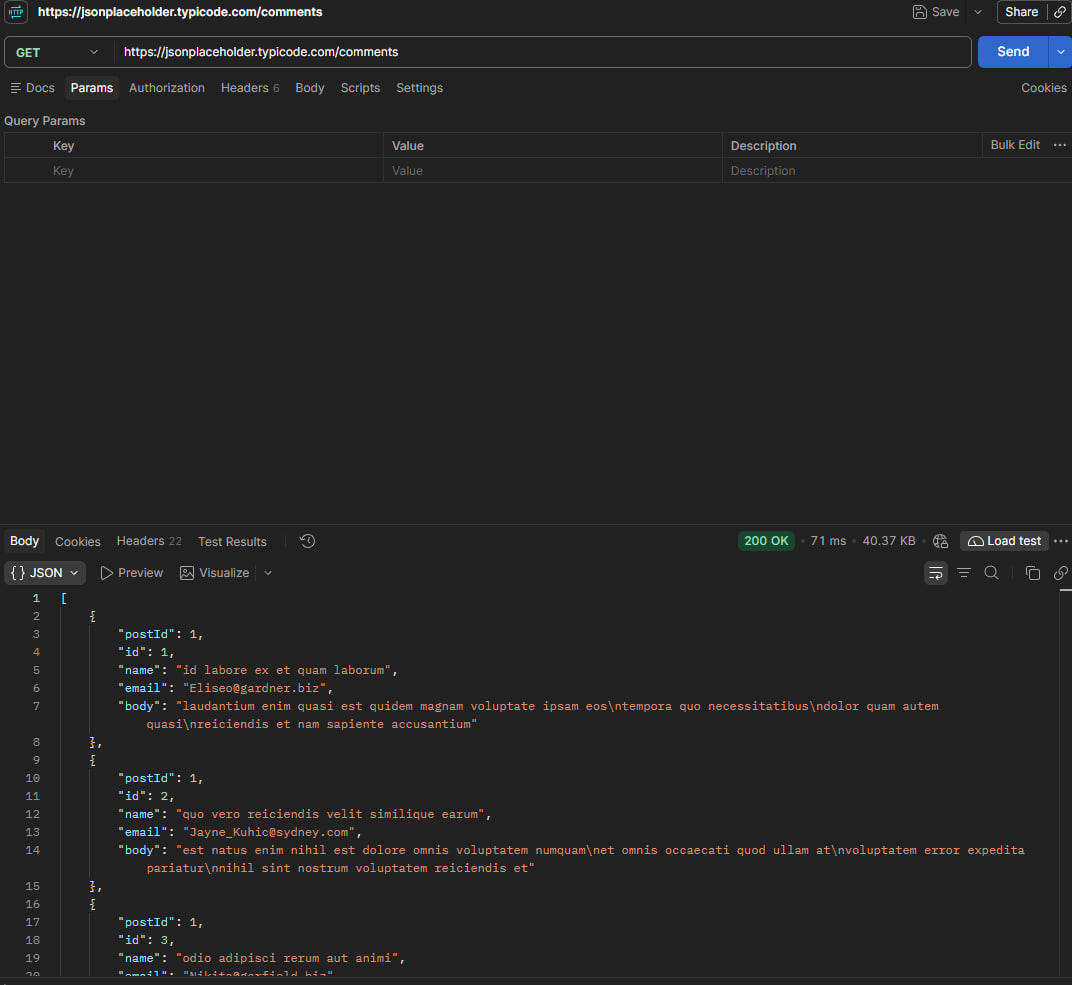 HTTP https://jsonplaceholder.typicode.com/comments Save Share
GET https://jsonplaceholder.typicode.com/comments Send
Docs Params Authorization Headers 6 Body Scripts Settings Cookies
Query Params
Key Value Description Bulk Edit
Key Value Description
Body Cookies Headers 22 Test Results 200 OK • 71 ms • 40.37 KB • Load test
{} JSON Preview Visualize
1 [
2 {
3 "postId": 1,
4 "id": 1,
5 "name": "id labore ex et quam laborum",
6 "email": "Eliseo@gardner.biz",
7 "body": "laudantium enim quasi est quidem magnam voluptate ipsam eos\ntempora quo necessitatibus\ndolor quam autem
quasi\nreiciendis et nam sapiente accusantium"
8 },
9 {
10 "postId": 1,
11 "id": 2,
12 "name": "quo vero reiciendis velit similique earum",
13 "email": "Jayne_Kuhic@sydney.com",
14 "body": "est natus enim nihil est dolore omnis voluptatem numquam\net omnis occaecati quod ullam at\nvoluptatem error expedita
pariatur\nnihil sint nostrum voluptatem reiciendis et"
15 },
16 {
17 "postId": 1,
18 "id": 3,
19 "name": "odio adipisci rerum aut animi",
20 "email": "Nikita@garfield.biz"